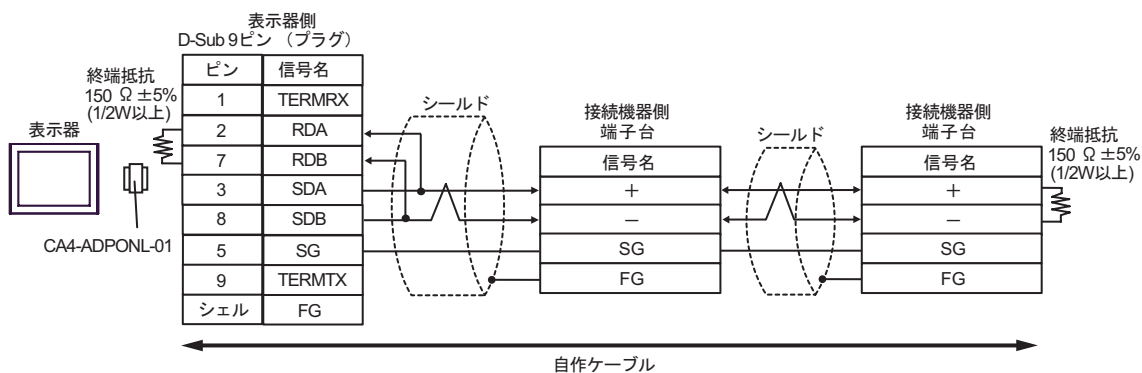 表示器側
D-Sub 9ピン （プラグ）
終端抵抗
150 Ω ±5%
(1/2W以上)
表示器
CA4-ADPONL-01
ピン 信号名
1 TERMRX
2 RDA
7 RDB
3 SDA
8 SDB
5 SG
9 TERMTX
シェル FG
シールド
接続機器側
端子台
信号名
+
−
SG
FG
シールド
接続機器側
端子台
信号名
+
−
SG
FG
終端抵抗
150 Ω ±5%
(1/2W以上)
自作ケーブル